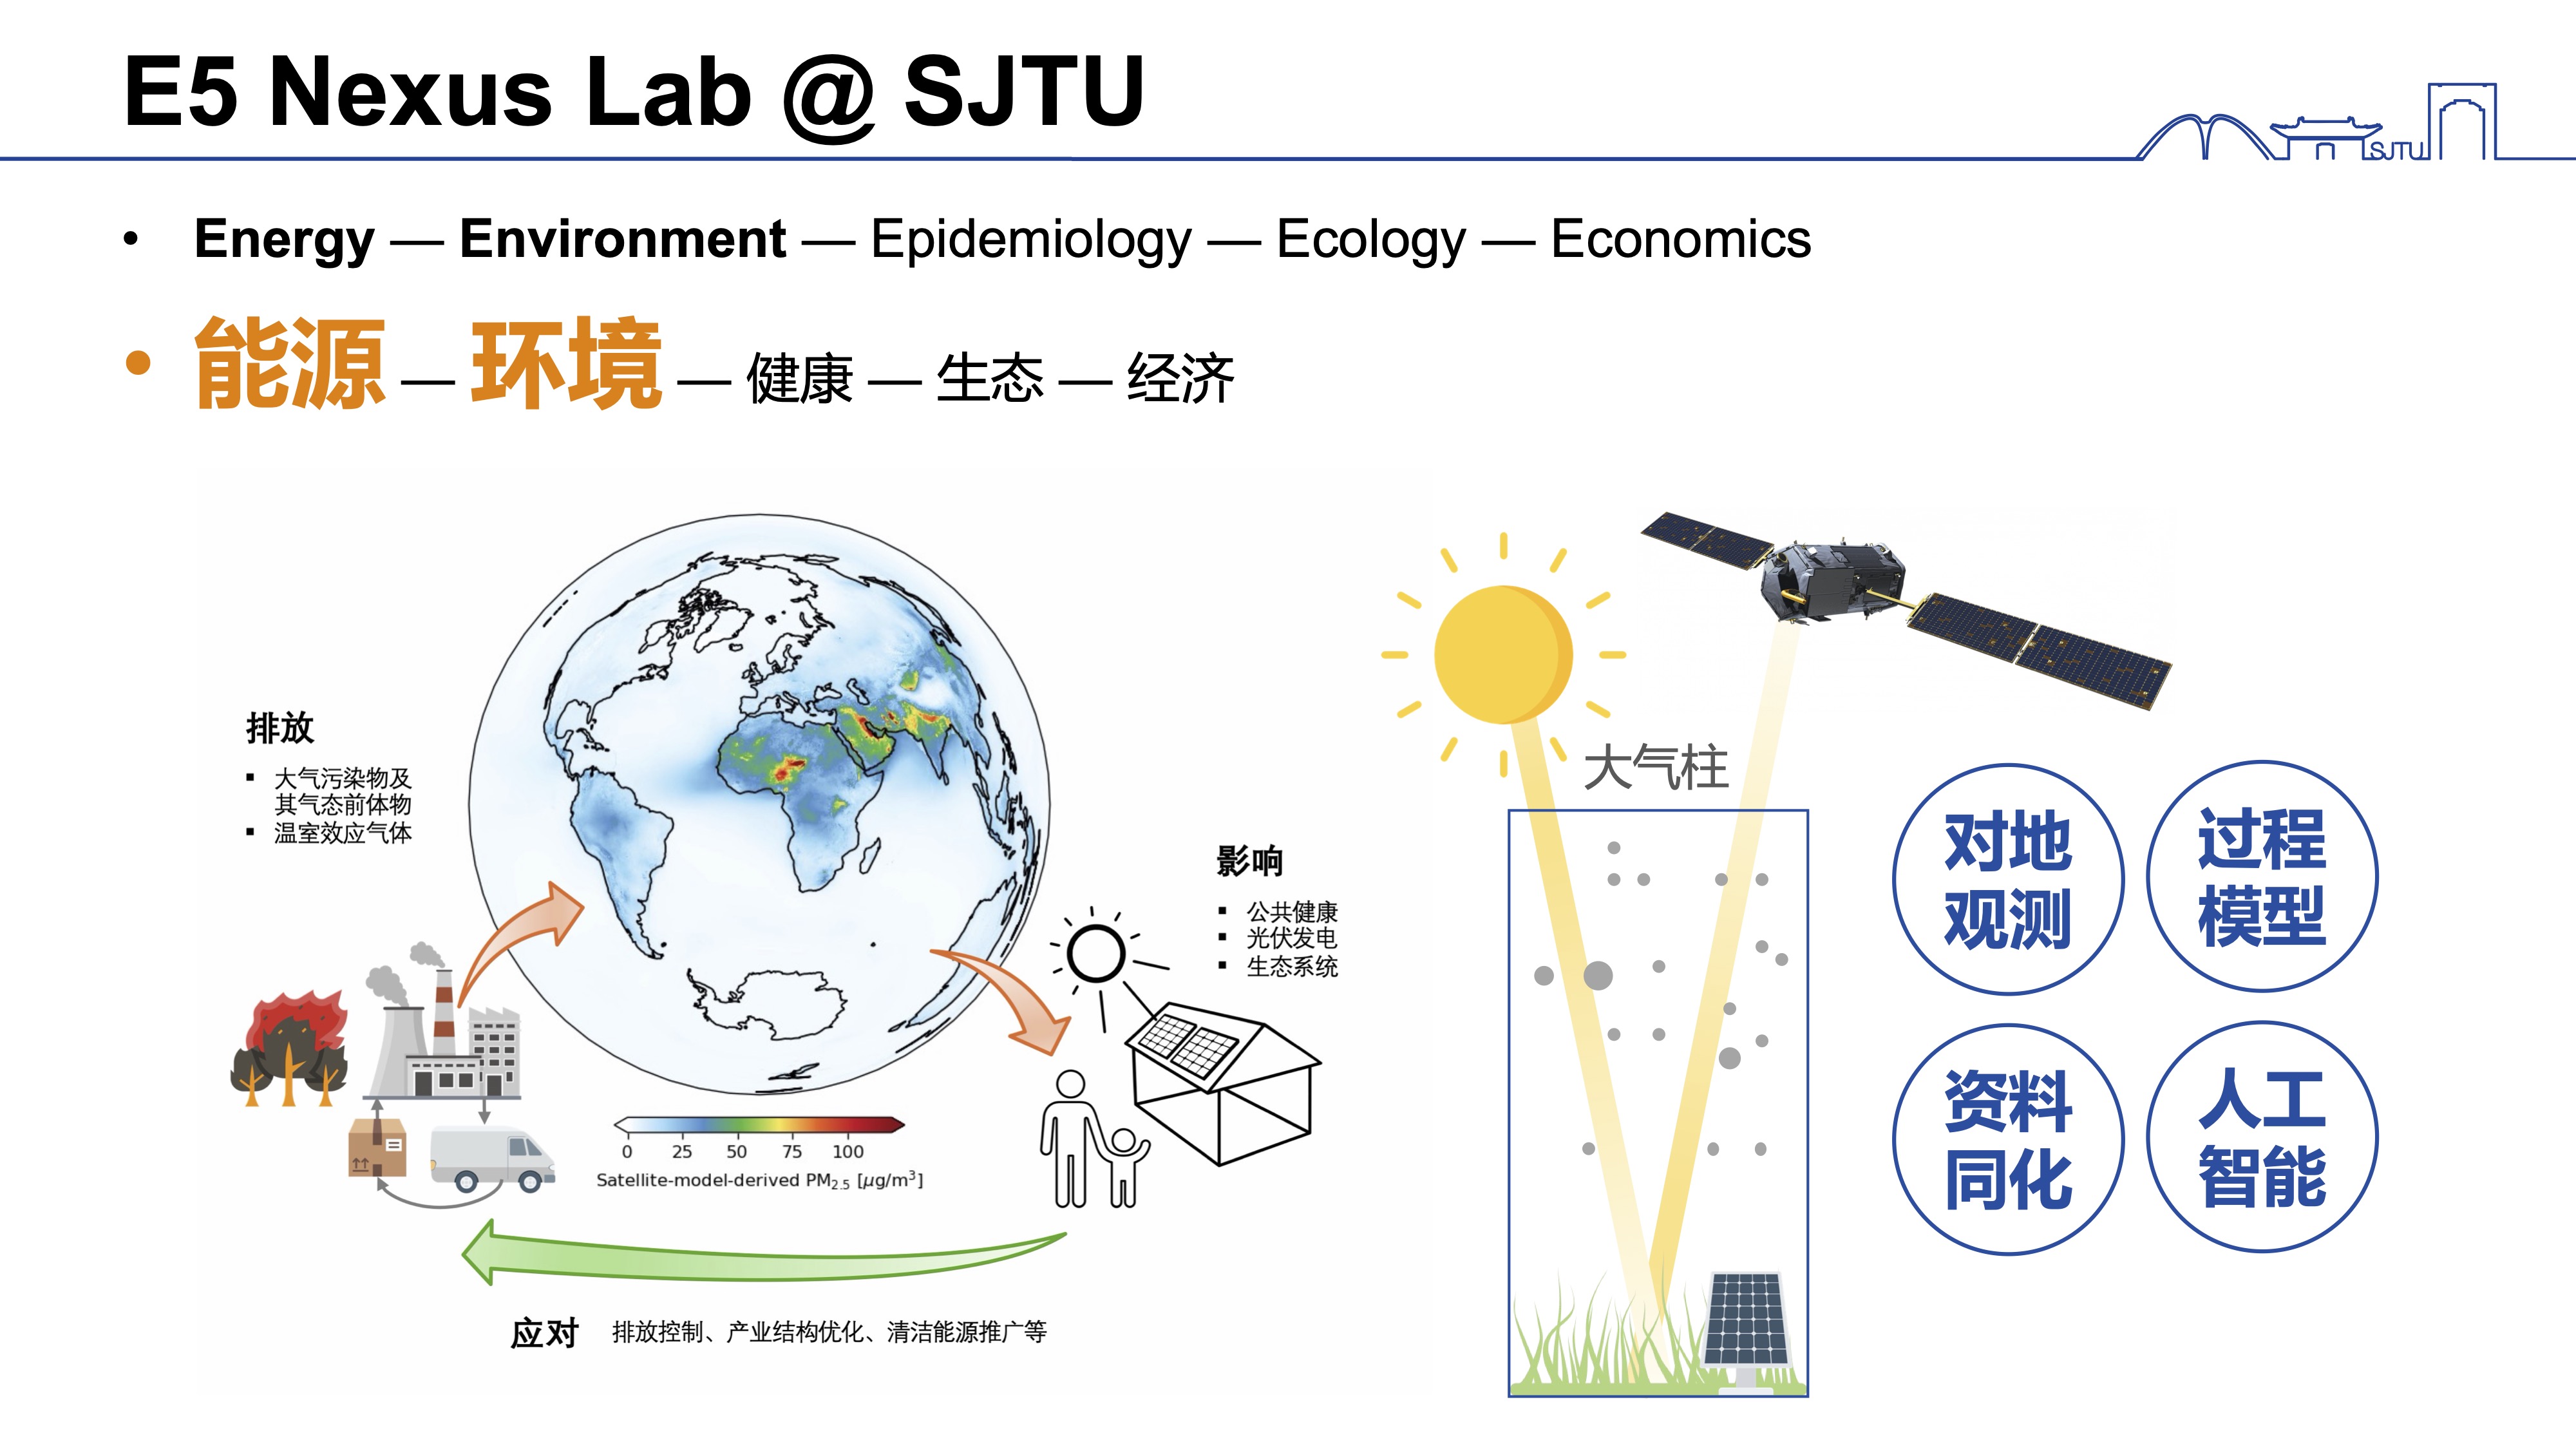 E5 Nexus Lab @ SJTU
SJTU
• Energy — Environment — Epidemiology — Ecology — Economics
• 能源 — 环境 — 健康 — 生态 — 经济
排放
▪ 大气污染物及
其气态前体物
▪ 温室效应气体
影响
▪ 公共健康
▪ 光伏发电
▪ 生态系统
0 25 50 75 100
Satellite-model-derived PM2.5 [μg/m³]
应对 排放控制、产业结构优化、清洁能源推广等
大气柱
对地
观测
过程
模型
资料
同化
人工
智能